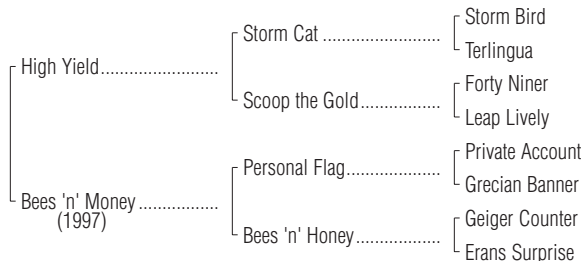 Storm Bird
Storm Cat ........................
Terlingua
High Yield........................
Forty Niner
Scoop the Gold................
Leap Lively
Private Account
Personal Flag...................
Grecian Banner
Bees 'n' Money ................
(1997)
Geiger Counter
Bees 'n' Honey.................
Erans Surprise